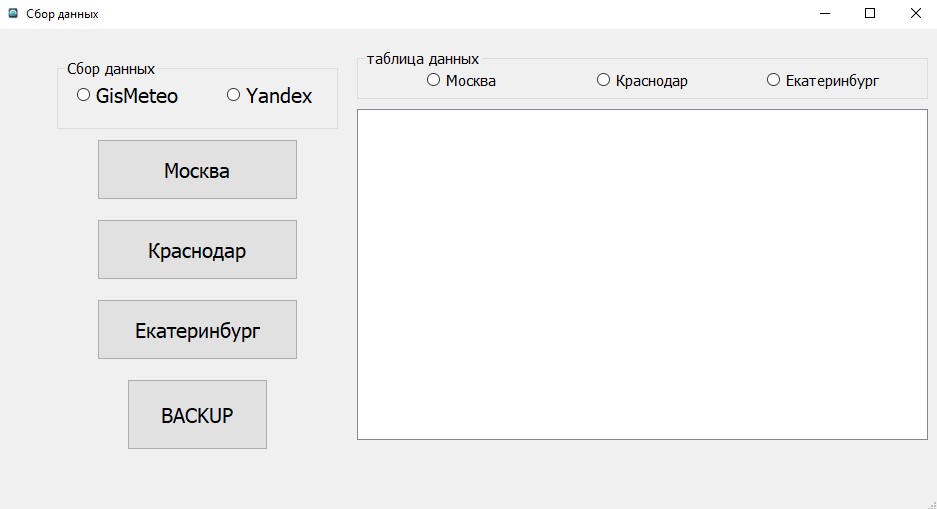 Сбор данных
Сбор данных
GisMeteo Yandex
Москва
Краснодар
Екатеринбург
BACKUP
таблица данных
Москва Краснодар Екатеринбург